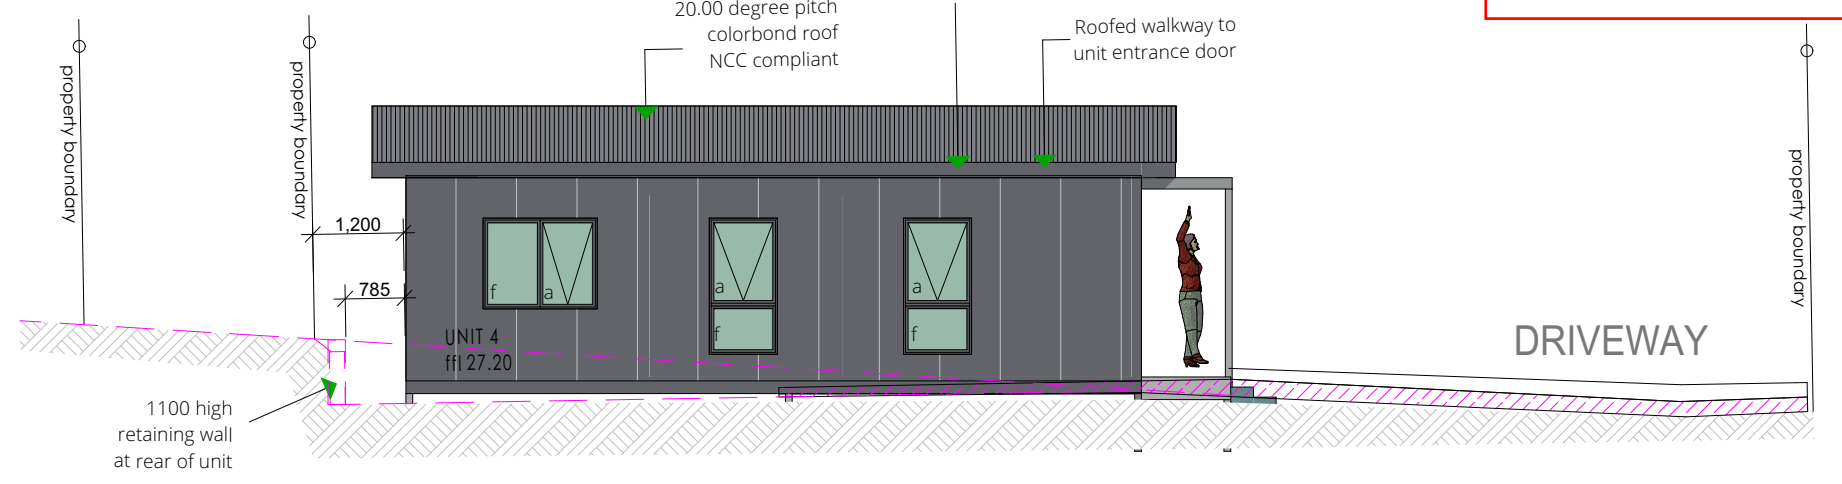 20.00 degree pitch
colorbond roof
NCC compliant
Roofed walkway to
unit entrance door
property boundary
property boundary
property boundary
1,200
785
f
a
a
f
a
f
UNIT 4
ffl 27.20
DRIVEWAY
1100 high
retaining wall
at rear of unit